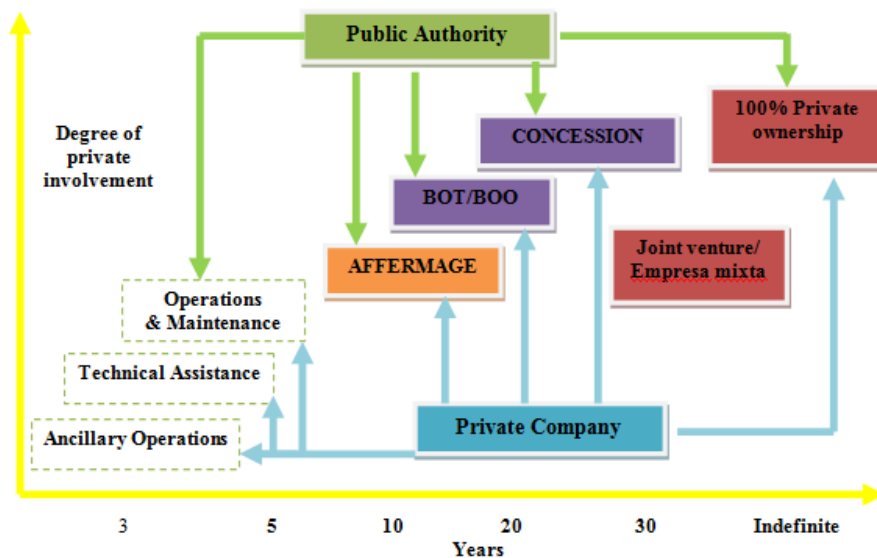 Public Authority
Degree of
private
involvement
CONCESSION
100% Private
ownership
BOT/BOO
AFFERMAGE
Joint venture/
Empresa mixta
Operations
& Maintenance
Technical Assistance
Ancillary Operations
Private Company
3 5 10 20 30 Indefinite
Years